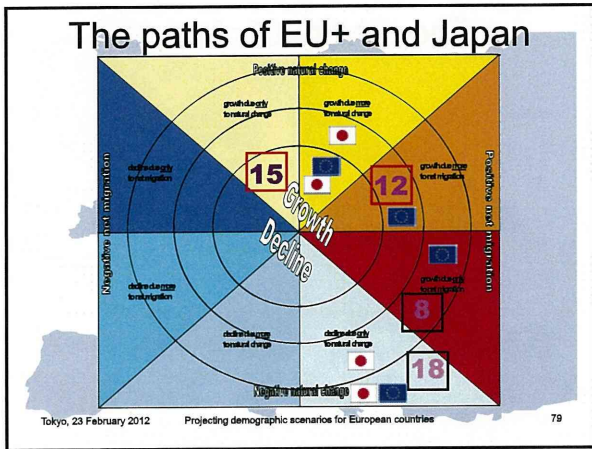 The paths of EU+ and Japan
Positive natural change
growth due only
to natural change
growth due more
to natural change
decline due only
to net migration
15
12
growth due more
to net migration
Growth
Decline
Negative net migration
Positive net migration
decline due more
to net migration
growth due only
to net migration
8
decline due more
to natural change
decline due only
to natural change
18
Negative natural change
Tokyo, 23 February 2012
Projecting demographic scenarios for European countries
79